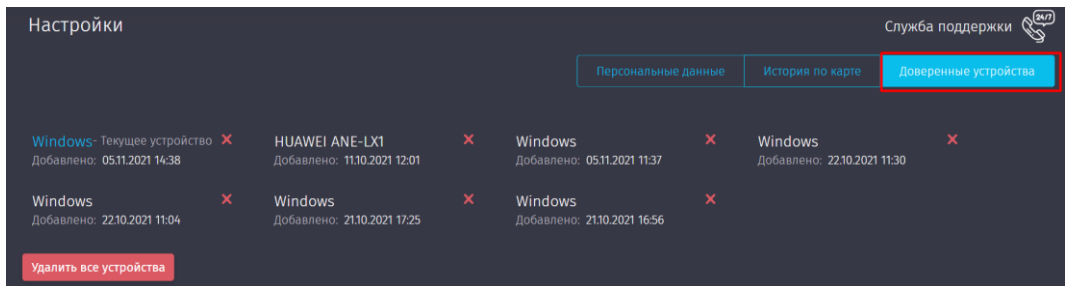 Настройки
Служба поддержки 24/7
Персональные данные
История по карте
Доверенные устройства
Windows- Текущее устройство
Добавлено: 05.11.2021 14:38
HUAWEI ANE-LX1
Добавлено: 11.10.2021 12:01
Windows
Добавлено: 05.11.2021 11:37
Windows
Добавлено: 22.10.2021 11:30
Windows
Добавлено: 22.10.2021 11:04
Windows
Добавлено: 21.10.2021 17:25
Windows
Добавлено: 21.10.2021 16:56
Удалить все устройства